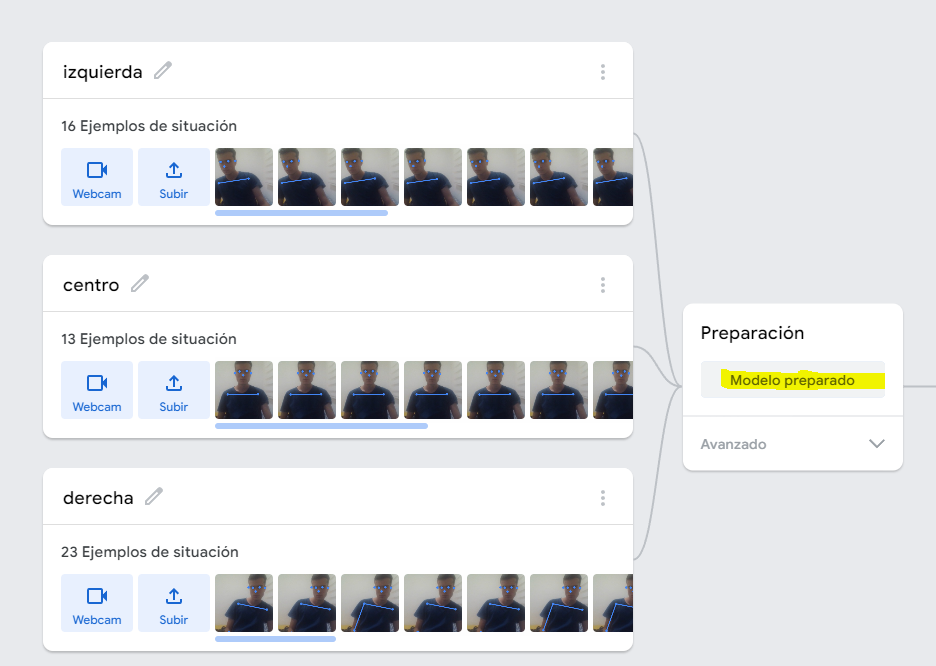 izquierda
16 Ejemplos de situación
Webcam
Subir
centro
13 Ejemplos de situación
Webcam
Subir
derecha
23 Ejemplos de situación
Webcam
Subir
Preparación
Modelo preparado
Avanzado